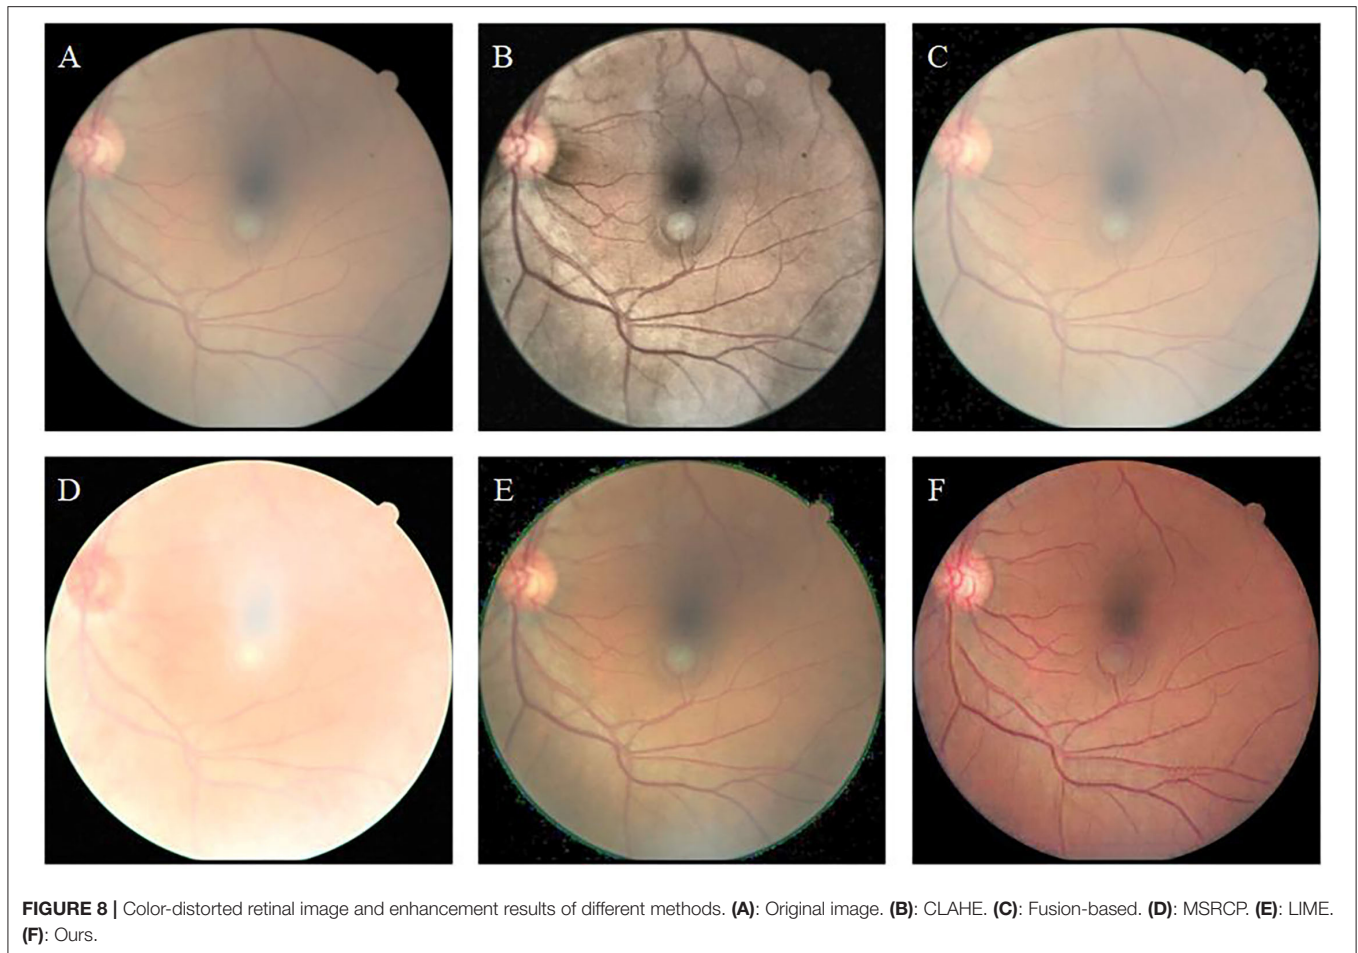 A
B
C
D
E
F
FIGURE 8 | Color-distorted retinal image and enhancement results of different methods. (A): Original image. (B): CLAHE. (C): Fusion-based. (D): MSRCP. (E): LIME.
(F): Ours.